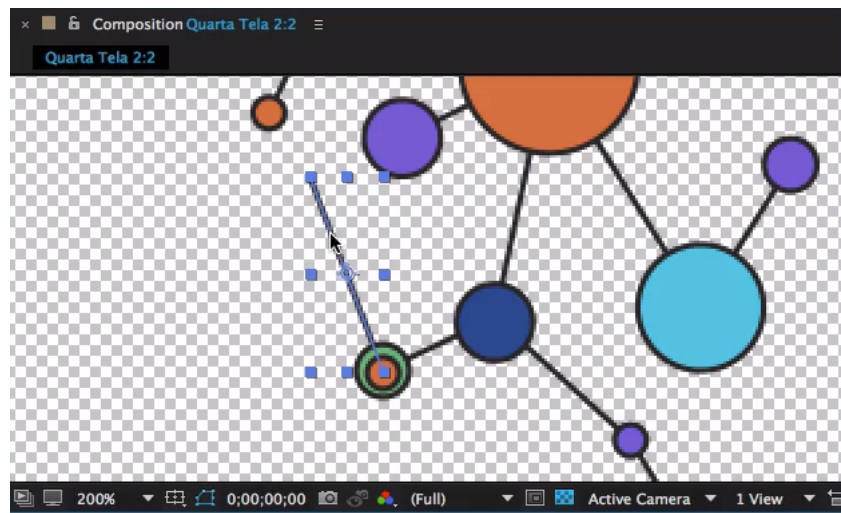 Composition Quarta Tela 2:2
Quarta Tela 2:2
200% 0;00;00;00 (Full) Active Camera 1 View